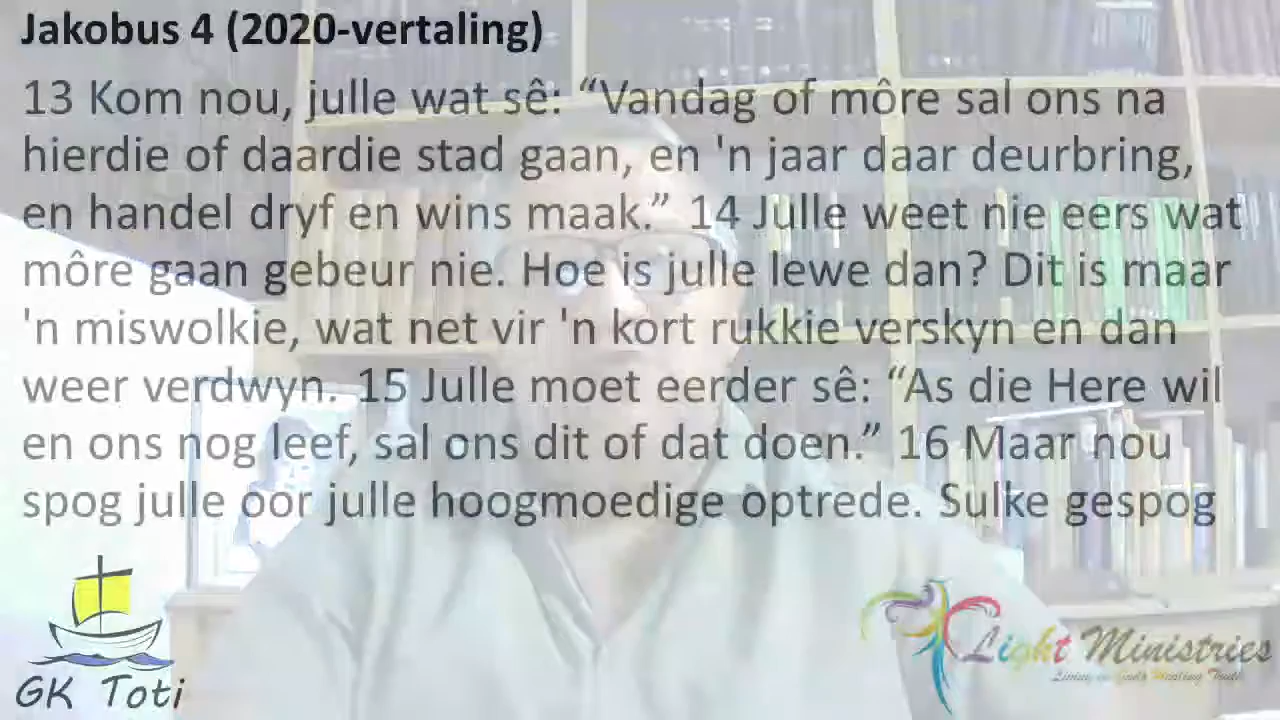 Jakobus 4 (2020-vertaling)
13 Kom nou, julle wat sê: “Vandag of môre sal ons na
hierdie of daardie stad gaan, en 'n jaar daar deurbring,
en handel dryf en wins maak.” 14 Julle weet nie eers wat
môre gaan gebeur nie. Hoe is julle lewe dan? Dit is maar
'n miswolkie, wat net vir 'n kort rukkie verskyn en dan
weer verdwyn. 15 Julle moet eerder sê: “As die Here wil
en ons nog leef, sal ons dit of dat doen.” 16 Maar nou
spog julle oor julle hoogmoedige optrede. Sulke gespog
GK Toti
Light Ministries